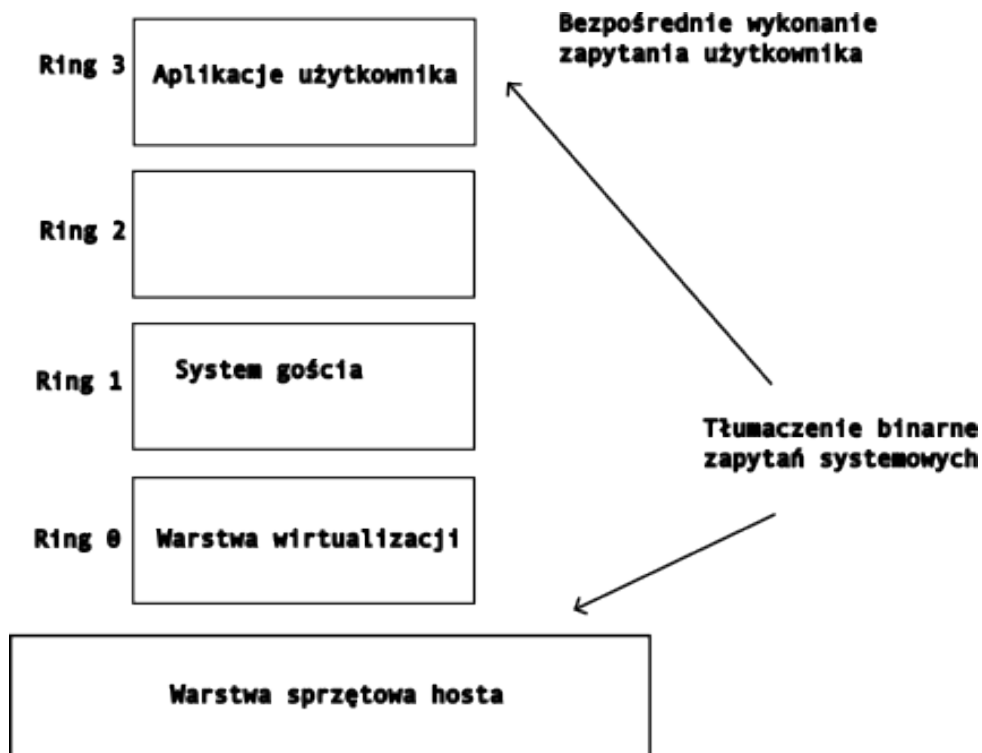 Bezpośrednie wykonanie
zapytania użytkownika
Ring 3
Aplikacje użytkownika
Ring 2
Ring 1
System gościa
Tłumaczenie binarne
zapytań systemowych
Ring 0
Warstwa wirtualizacji
Warstwa sprzętowa hosta